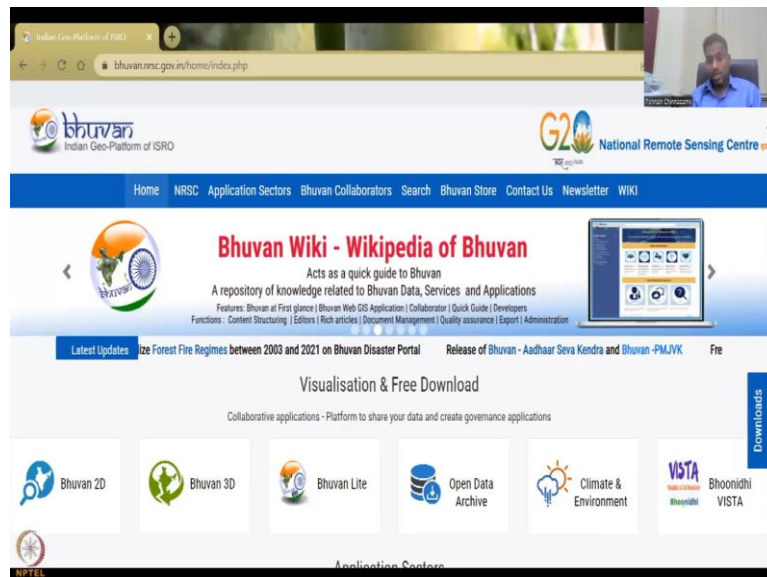 Indian Geo-Platform of ISRO
bhuvan.nrsc.gov.in/home/index.php
Pennan Chinnasamy
bhuvan
Indian Geo-Platform of ISRO
G20
National Remote Sensing Centre
Home NRSC Application Sectors Bhuvan Collaborators Search Bhuvan Store Contact Us Newsletter WIKI
BHUVAN
Bhuvan Wiki - Wikipedia of Bhuvan
Acts as a quick guide to Bhuvan
A repository of knowledge related to Bhuvan Data, Services and Applications
Features: Bhuvan at First glance | Bhuvan Web GIS Application | Collaborator | Quick Guide | Developers
Functions : Content Structuring | Editors | Rich articles | Document Management | Quality assurance | Export | Administration
Latest Updates ize Forest Fire Regimes between 2003 and 2021 on Bhuvan Disaster Portal Release of Bhuvan - Aadhaar Seva Kendra and Bhuvan -PMJVK Fre
Visualisation & Free Download
Collaborative applications - Platform to share your data and create governance applications
Downloads
Bhuvan 2D
Bhuvan 3D
Bhuvan Lite
Open Data
Archive
Climate &
Environment
VISTA
Bhoonidhi
Bhoonidhi
VISTA
NPTEL
Application Sectors